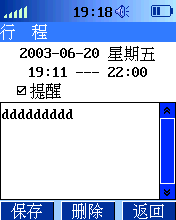 19:18
行 程
2003-06-20 星期五
19:11 --- 22:00
提醒
ddddddddd
保存 删除 返回